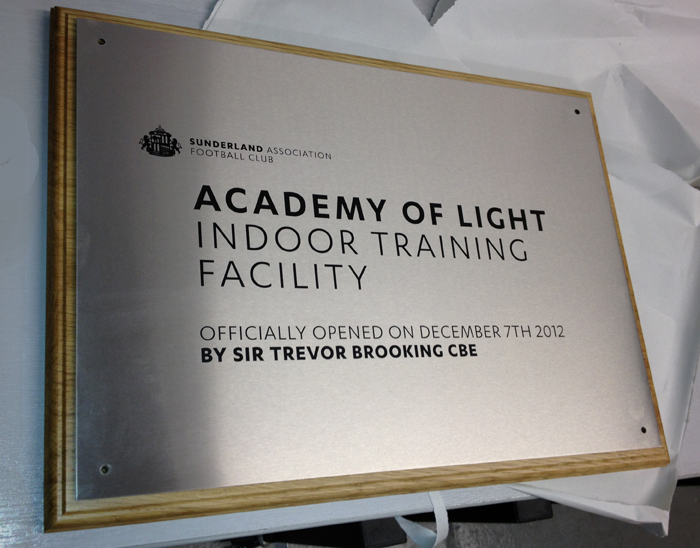 SUNDERLAND ASSOCIATION
FOOTBALL CLUB
ACADEMY OF LIGHT
INDOOR TRAINING
FACILITY
OFFICIALLY OPENED ON DECEMBER 7TH 2012
BY SIR TREVOR BROOKING CBE